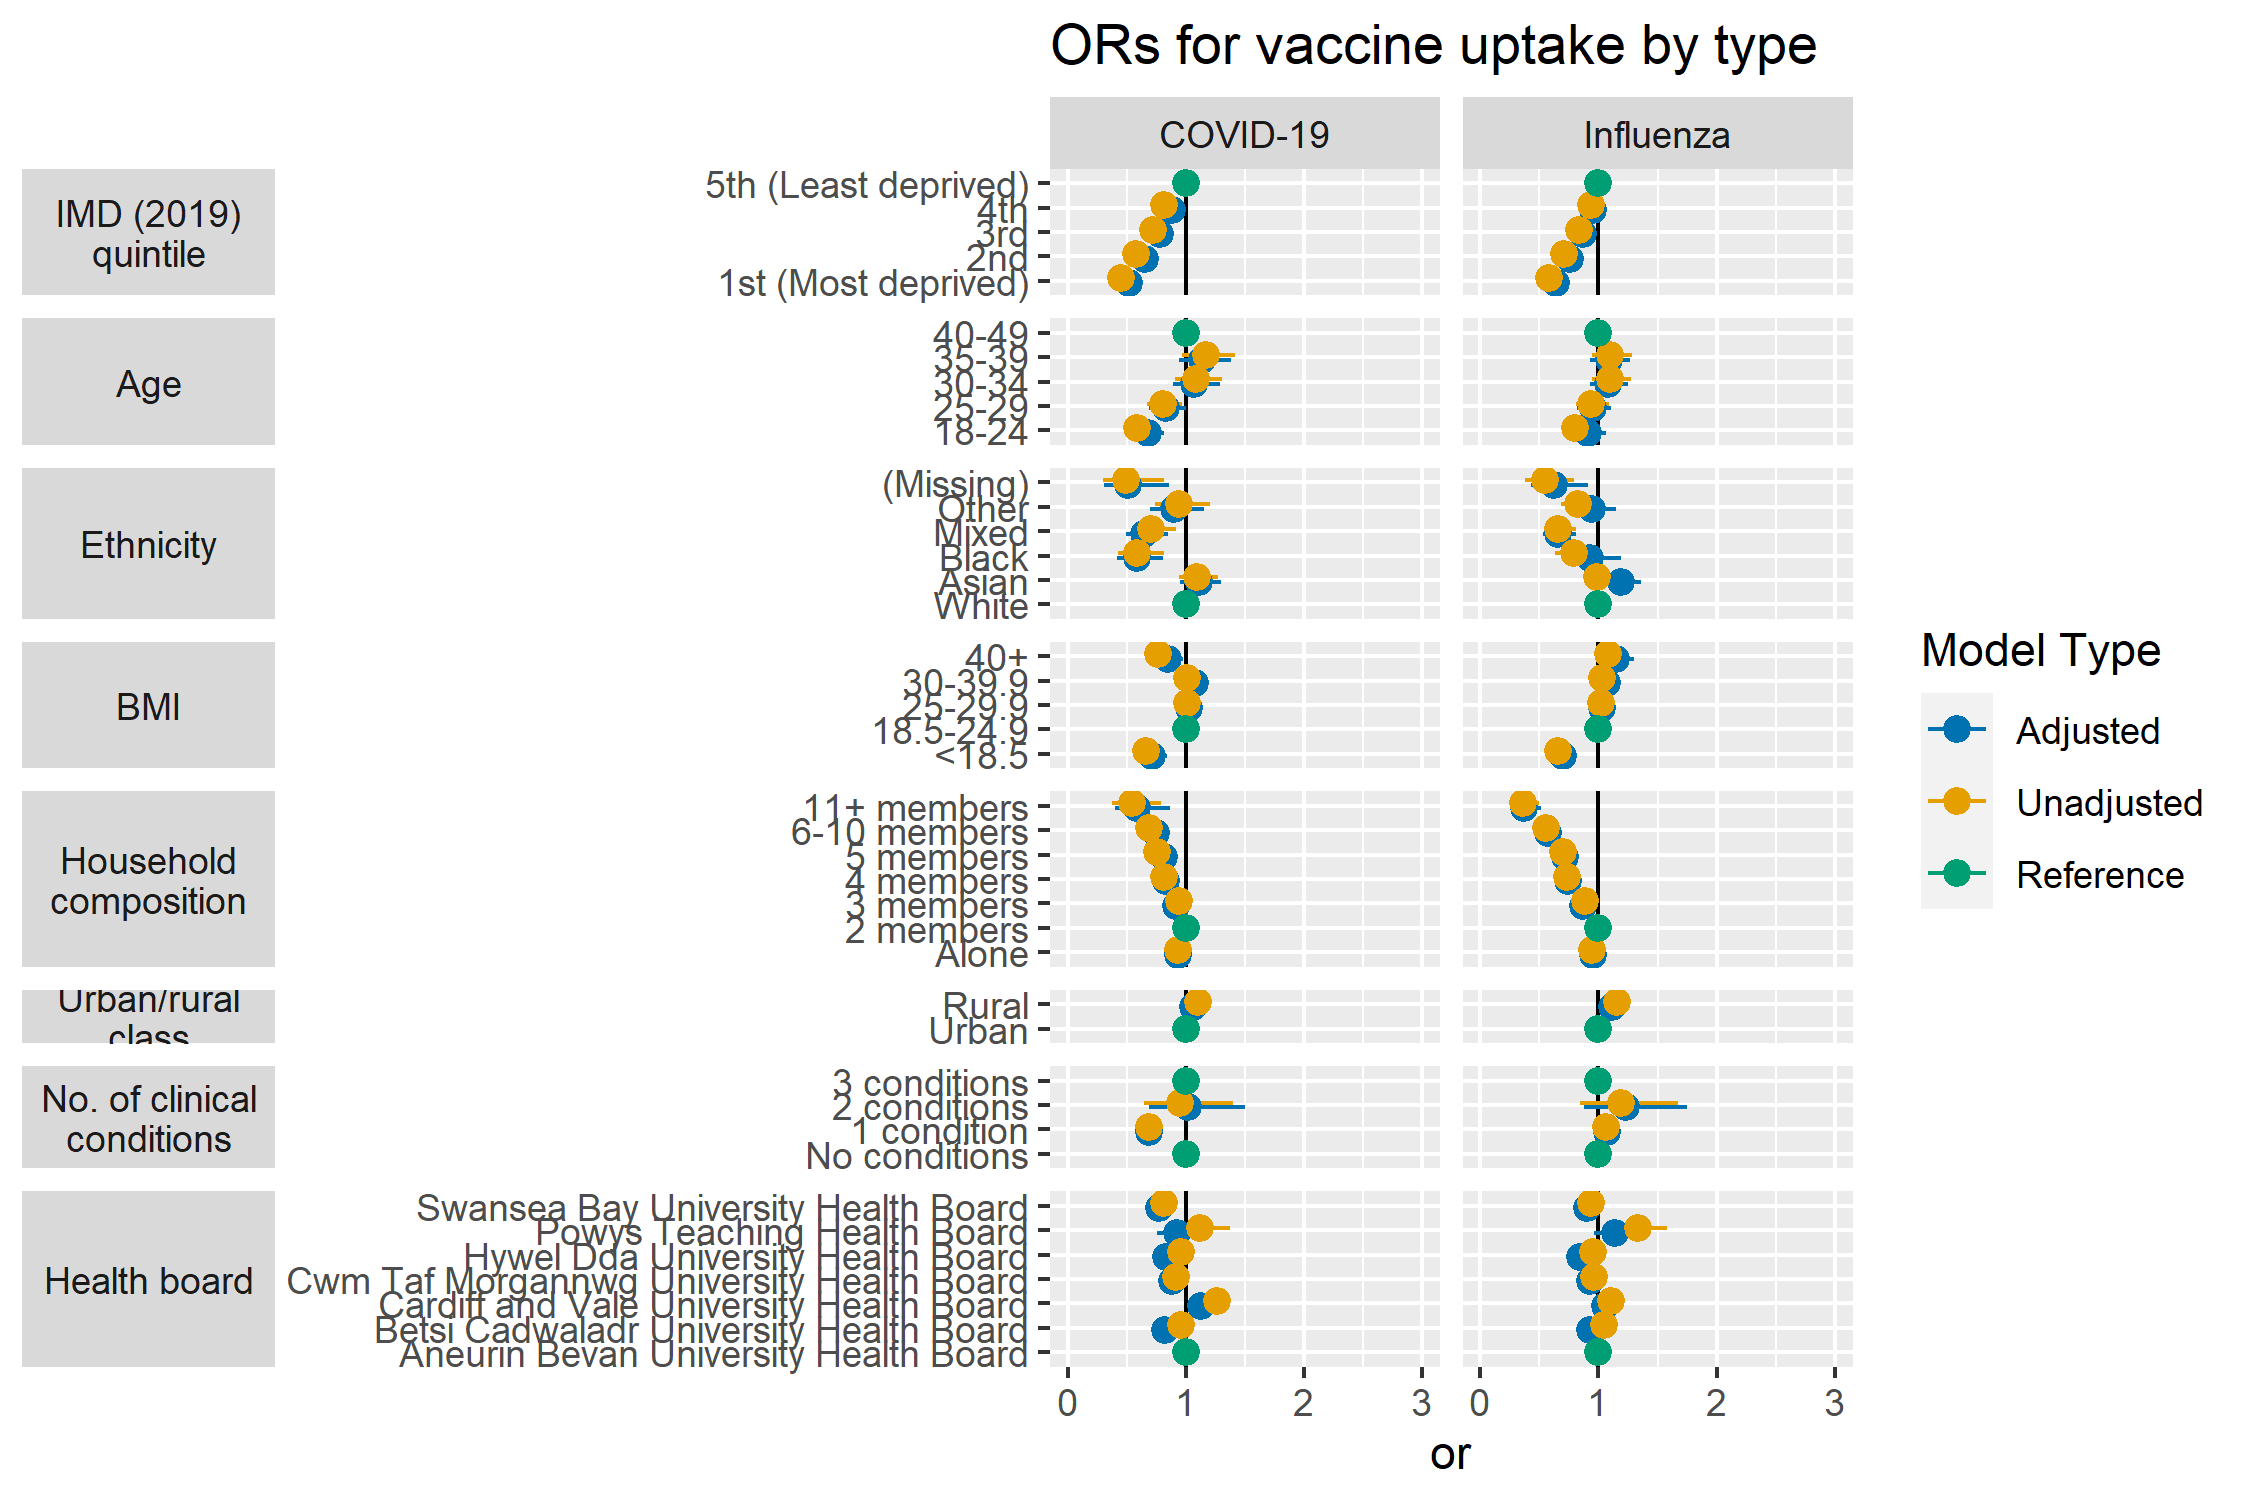 ORs for vaccine uptake by type
COVID-19
Influenza
IMD (2019)
quintile
5th (Least deprived)
4th
3rd
2nd
1st (Most deprived)
Age
40-49
35-39
30-34
25-29
18-24
Ethnicity
(Missing)
Other
Mixed
Black
Asian
White
BMI
40+
30-39.9
25-29.9
18.5-24.9
<18.5
Household
composition
11+ members
6-10 members
5 members
4 members
3 members
2 members
Alone
Urban/rural
class
Rural
Urban
No. of clinical
conditions
3 conditions
2 conditions
1 condition
No conditions
Health board
Swansea Bay University Health Board
Powys Teaching Health Board
Hywel Dda University Health Board
Cwm Taf Morgannwg University Health Board
Cardiff and Vale University Health Board
Betsi Cadwaladr University Health Board
Aneurin Bevan University Health Board
0 1 2 3
0 1 2 3
or
Model Type
Adjusted
Unadjusted
Reference